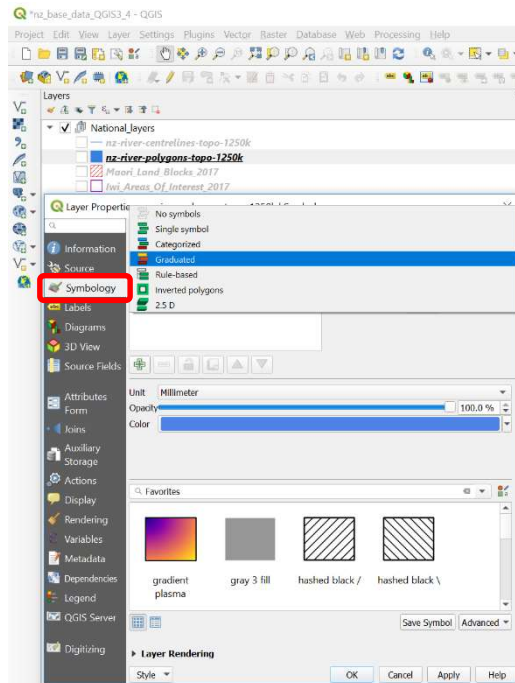 *nz_base_data_QGIS3_4 - QGIS
Project Edit View Layer Settings Plugins Vector Raster Database Web Processing Help
Layers
National_layers
nz-river-centrelines-topo-1250k
nz-river-polygons-topo-1250k
Maori_Land_Blocks_2017
Iwi_Areas_Of_Interest_2017
Layer Propertie
No symbols
Single symbol
Categorized
Graduated
Rule-based
Inverted polygons
2.5 D
Information
Source
Symbology
Labels
Diagrams
3D View
Source Fields
Attributes
Form
Joins
Auxiliary
Storage
Actions
Display
Rendering
Variables
Metadata
Dependencies
Legend
QGIS Server
Digitizing
Unit Millimeter
Opacity 100.0 %
Color
Favorites
gradient
plasma
gray 3 fill
hashed black /
hashed black \
Save Symbol Advanced
Layer Rendering
Style OK Cancel Apply Help